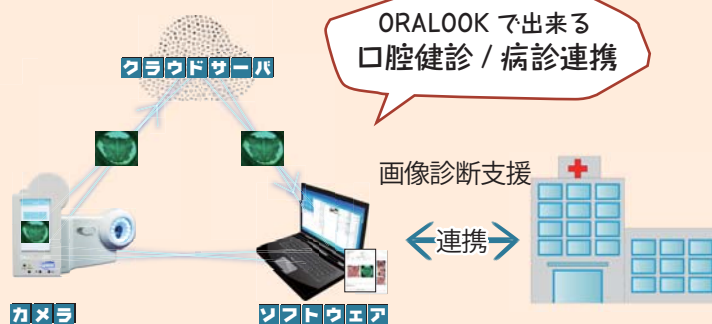 ORALOOK で出来る
口腔健診 / 病診連携
クラウドサーバ
画像診断支援
連携
カメラ
ソフトウェア